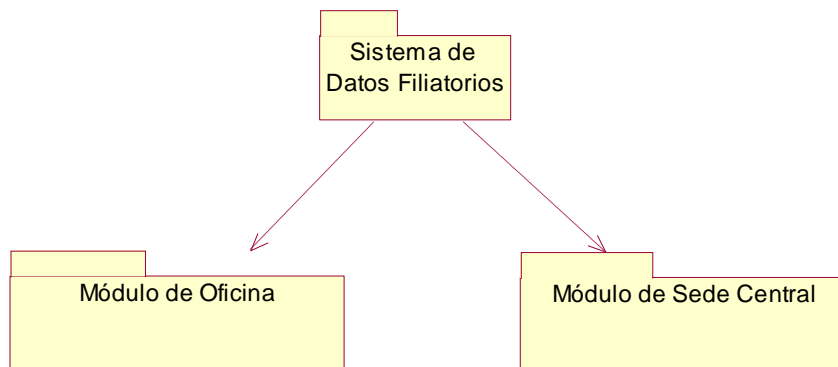 Sistema de
Datos Filiatorios
Módulo de Oficina
Módulo de Sede Central